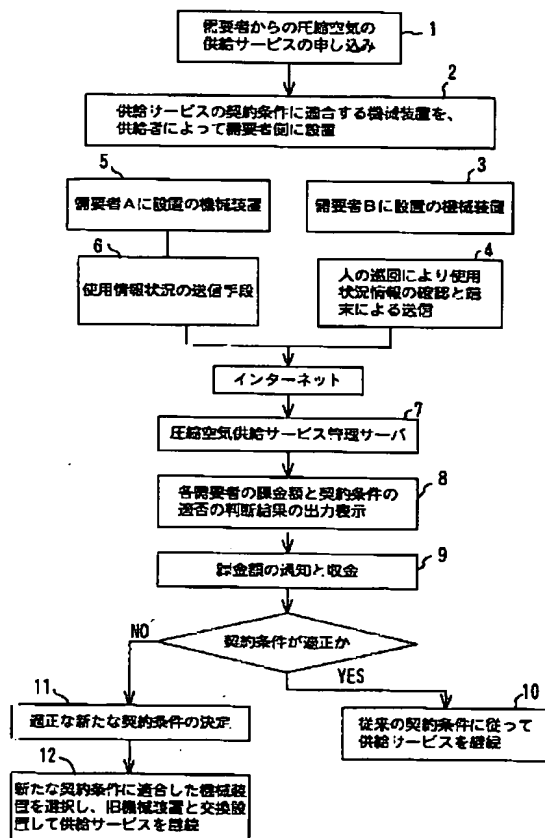 1
需要者からの圧縮空気の
供給サービスの申し込み
2
供給サービスの契約条件に適合する機械装置を、
供給者によって需要者側に設置
5
3
需要者Aに設置の機械装置
需要者Bに設置の機械装置
6
4
使用情報状況の送信手段
人の巡回により使用
状況情報の確認と端
末による送信
インターネット
7
圧縮空気供給サービス管理サーバ
8
各需要者の課金額と契約条件の
適否の判断結果の出力表示
9
課金額の通知と収金
NO
契約条件が適正か
YES
11
10
適正な新たな契約条件の決定
従来の契約条件に従って
供給サービスを継続
12
新たな契約条件に適合した機械装
置を選択し、旧機械装置と交換設
置して供給サービスを継続